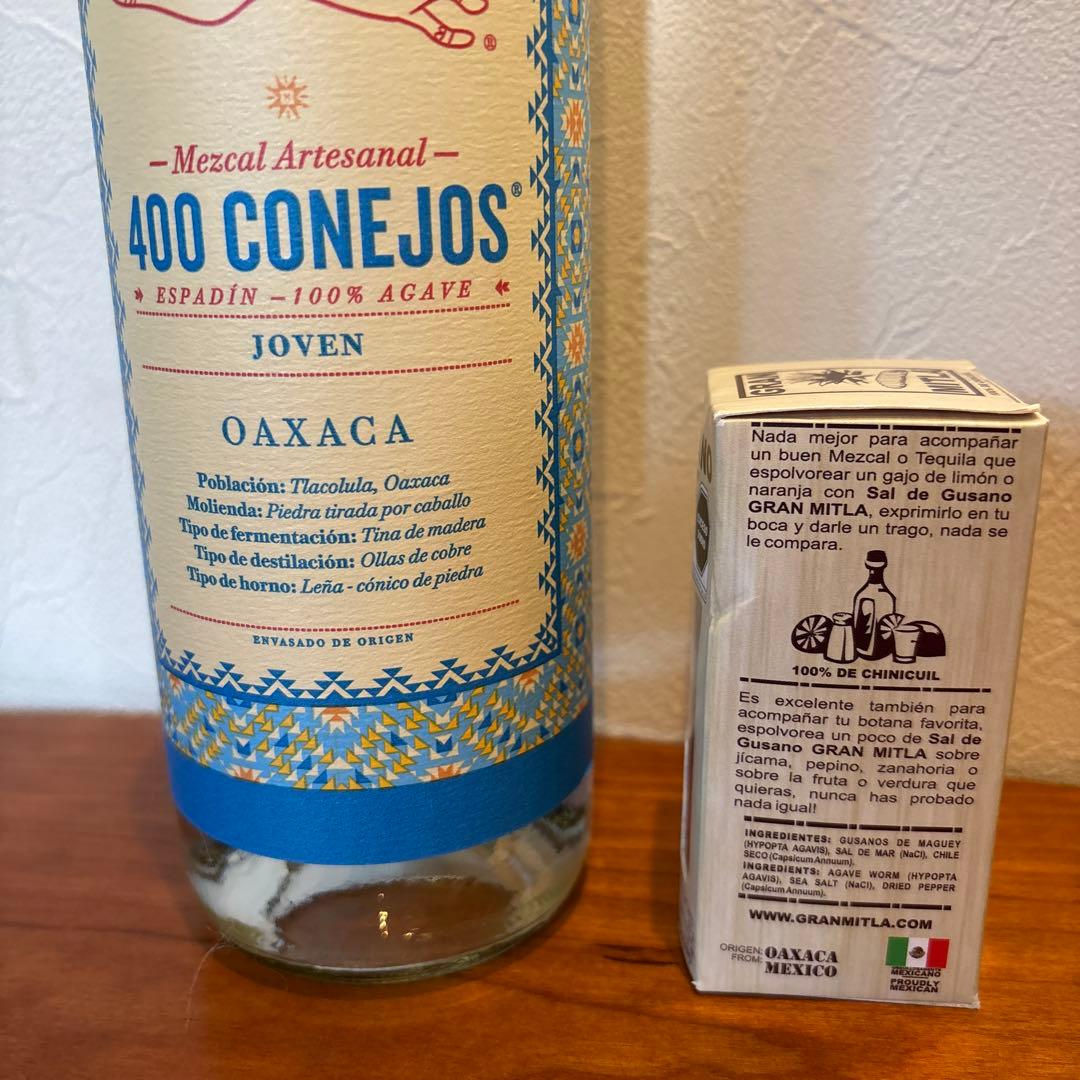 ®
– Mezcal Artesanal –
400 CONEJOS®
ESPADÍN – 100% AGAVE
JOVEN
OAXACA
Población: Tlacolula, Oaxaca
Molienda: Piedra tirada por caballo
Tipo de fermentación: Tina de madera
Tipo de destilación: Ollas de cobre
Tipo de horno: Leña - cónico de piedra
ENVASADO DE ORIGEN
GRAN
MITLA
Nada mejor para acompañar
un buen Mezcal o Tequila que
espolvorear un gajo de limón o
naranja con Sal de Gusano
GRAN MITLA, exprimirlo en tu
boca y darle un trago, nada se
le compara.
100% DE CHINICUIL
Es excelente también para
acompañar tu botana favorita,
espolvorea un poco de Sal de
Gusano GRAN MITLA sobre
jícama, pepino, zanahoria o
sobre la fruta o verdura que
quieras, nunca has probado
nada igual!
INGREDIENTES: GUSANOS DE MAGUEY
(HYPOPTA AGAVIS), SAL DE MAR (NaCl), CHILE
SECO (Capsicum Annuum).
INGREDIENTS: AGAVE WORM (HYPOPTA
AGAVIS), SEA SALT (NaCl), DRIED PEPPER
(Capsicum Annuum).
WWW.GRANMITLA.COM
ORIGEN:
FROM:
OAXACA
MEXICO
ORGULLOSAMENTE
MEXICANO
PROUDLY
MEXICAN